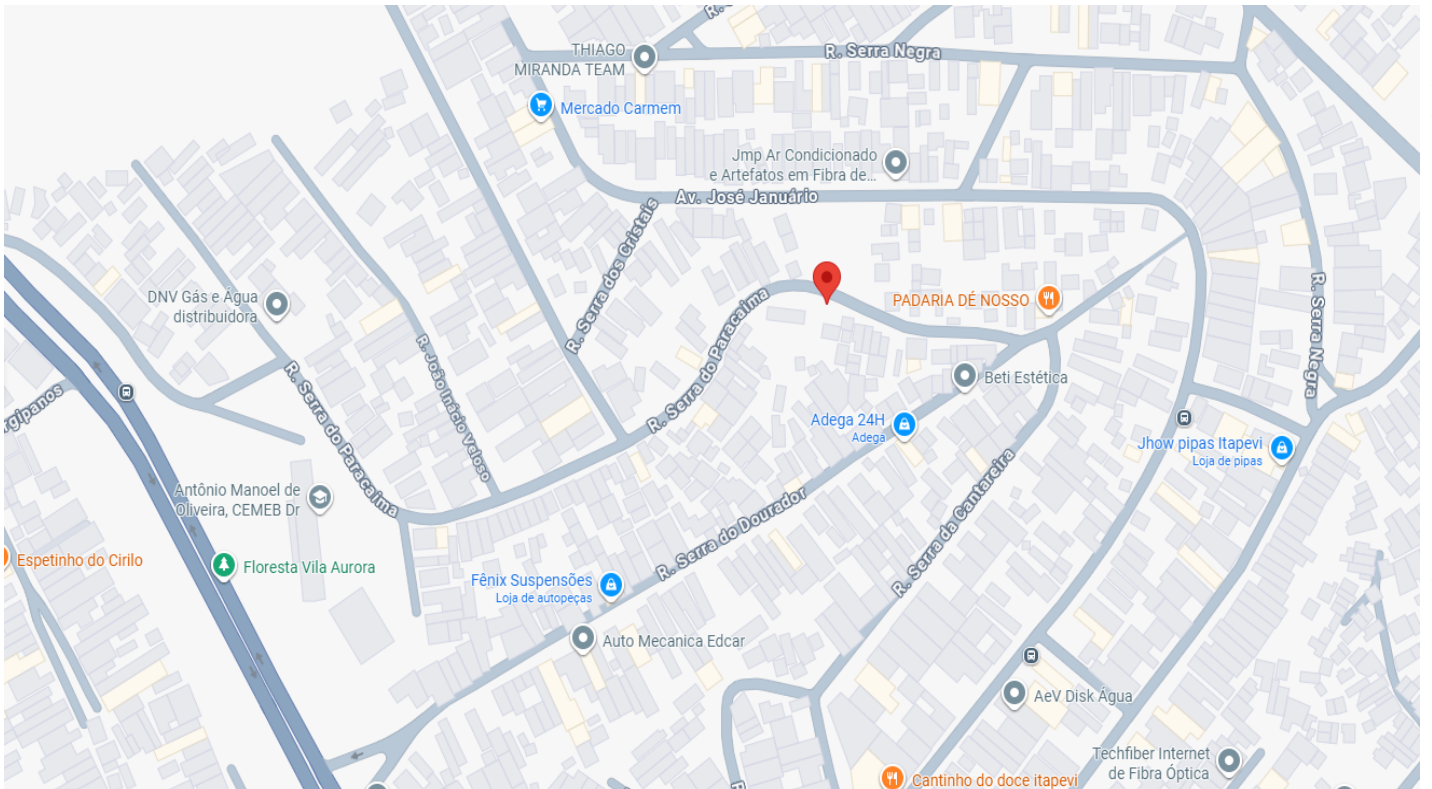 R.
THIAGO
MIRANDA TEAM
R. Serra Negra
Mercado Carmem
Jmp Ar Condicionado
e Artefatos em Fibra de...
Av. José Januário
R. Serra dos Cristais
DNV Gás e Água
distribuidora
PADARIA DÉ NOSSO
R. Serra Negra
R. Serra do Paracaima
R. João Inácio Veloso
R. Serra do Paracaíma
Beti Estética
rgipanos
Adega 24H
Adega
Jhow pipas Itapevi
Loja de pipas
Antônio Manoel de
Oliveira, CEMEB Dr
R. Serra da Cantareira
R. Serra do Dourador
Espetinho do Cirilo
Floresta Vila Aurora
Fênix Suspensões
Loja de autopeças
Auto Mecanica Edcar
AeV Disk Água
Techfiber Internet
de Fibra Óptica
Cantinho do doce itapevi